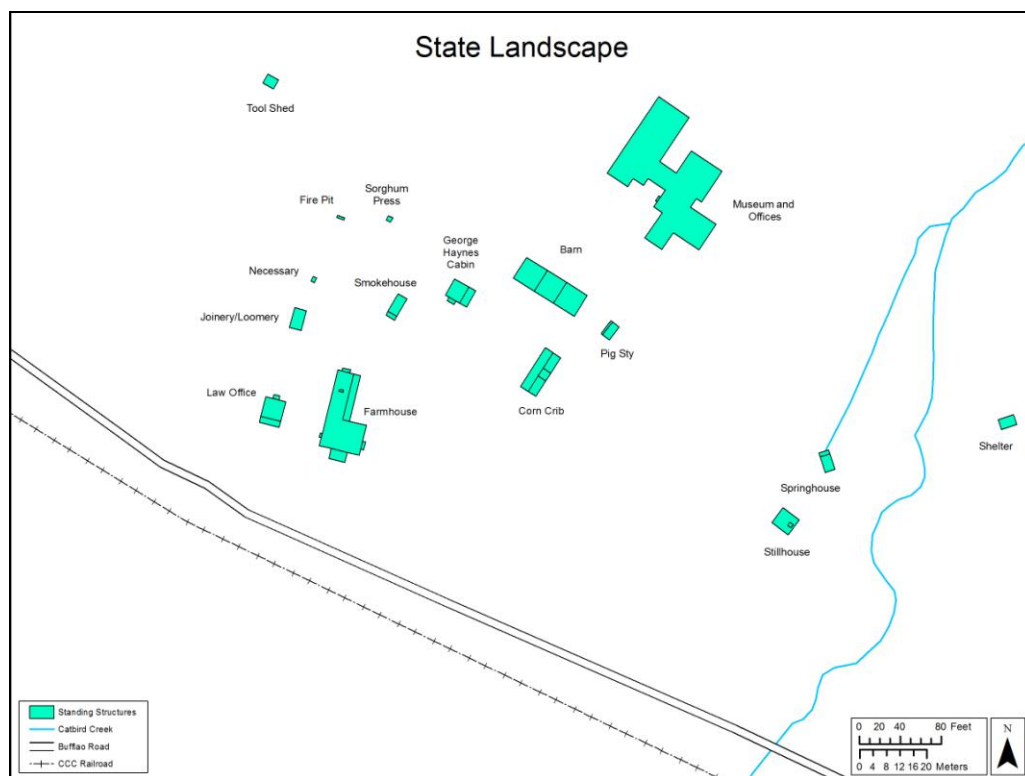 State Landscape
Tool Shed
Fire Pit
Sorghum
Press
George
Haynes
Cabin
Barn
Museum and
Offices
Necessary
Smokehouse
Joinery/Loomery
Pig Sty
Law Office
Farmhouse
Corn Crib
Shelter
Springhouse
Stillhouse
Standing Structures
Catbird Creek
Bufflao Road
CCC Railroad
0 20 40 80 Feet
0 4 8 12 16 20 Meters
N